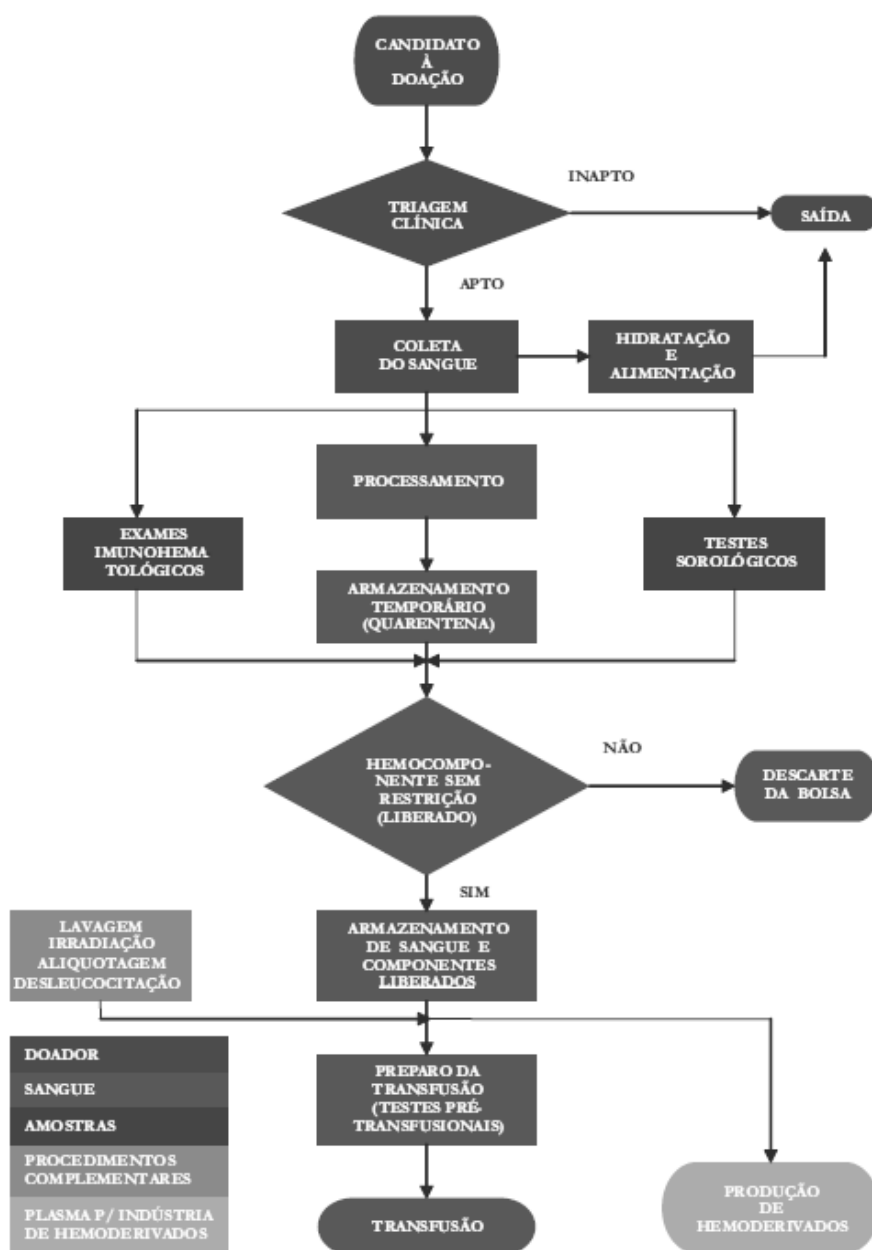 CANDIDATO
À
DOAÇÃO
INAPTO
TRIAGEM
CLÍNICA
SAÍDA
APTO
COLETA
DO SANGUE
HIDRATAÇÃO
E
ALIMENTAÇÃO
PROCESSAMENTO
EXAMES
IMUNOHEMA
TOLÓGICOS
TESTES
SOROLÓGICOS
ARMAZENAMENTO
TEMPORÁRIO
(QUARENTENA)
NÃO
HEMOCOMPO-
NENTE SEM
RESTRIÇÃO
(LIBERADO)
DESCARTE
DA BOLSA
SIM
LAVAGEM
IRRADIAÇÃO
ALIQUOTAGEM
DESLEUCOCITAÇÃO
ARMAZENAMENTO
DE SANGUE E
COMPONENTES
LIBERADOS
DOADOR
SANGUE
AMOSTRAS
PROCEDIMENTOS
COMPLEMENTARES
PLASMA P/ INDÚSTRIA
DE HEMODERIVADOS
PREPARO DA
TRANSFUSÃO
(TESTES PRÉ-
TRANSFUSIONAIS)
TRANSFUSÃO
PRODUÇÃO
DE
HEMODERIVADOS